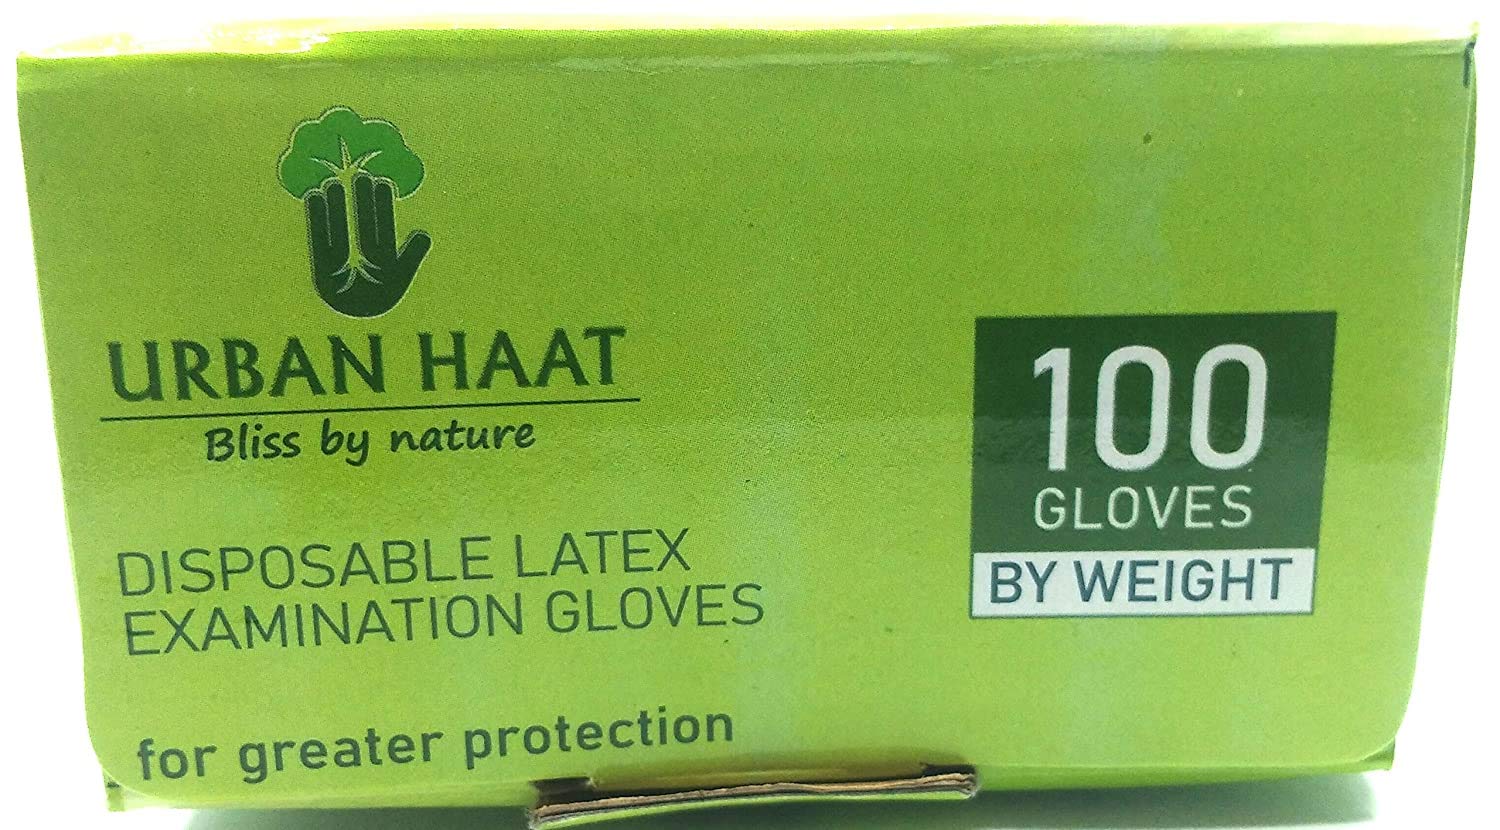 URBAN HAAT
Bliss by nature
DISPOSABLE LATEX
EXAMINATION GLOVES
for greater protection
100
GLOVES
BY WEIGHT